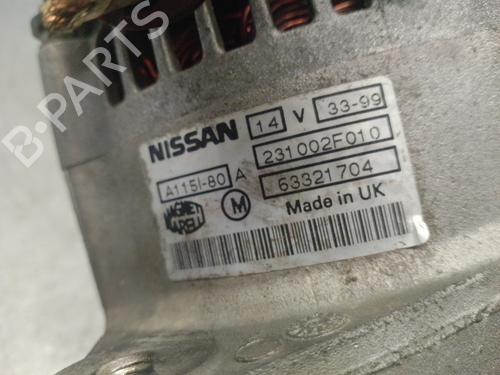 NISSAN 14 V 33-99
231002F010
A115I-80 A
63321704
MAGNETI MARELLI
M
Made in UK
B-PARTS